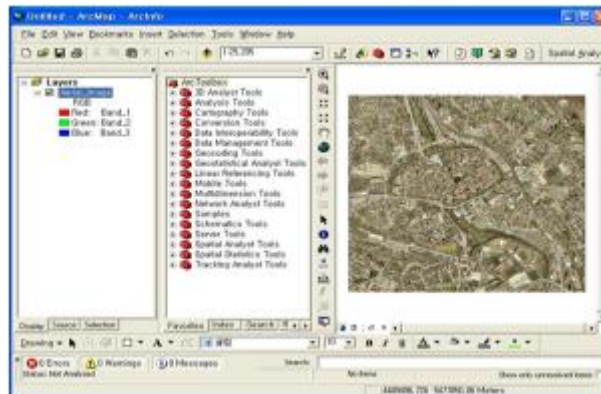 Untitled - ArcMap - ArcInfo
File Edit View Bookmarks Insert Selection Tools Window Help
Spatial Analy
Layers
RGB
Red: Band_1
Green: Band_2
Blue: Band_3
ArcToolbox
3D Analyst Tools
Analysis Tools
Cartography Tools
Conversion Tools
Data Interoperability Tools
Data Management Tools
Geocoding Tools
Geostatistical Analyst Tools
Linear Referencing Tools
Mobile Tools
Multidimension Tools
Network Analyst Tools
Samples
Schematics Tools
Server Tools
Spatial Analyst Tools
Spatial Statistics Tools
Tracking Analyst Tools
Display Source Selection
Favorites Index Search
Drawing
10
0 Errors 0 Warnings 0 Messages
Search:
Status: Not Analyzed
No items
Show only unresolved items
Meters